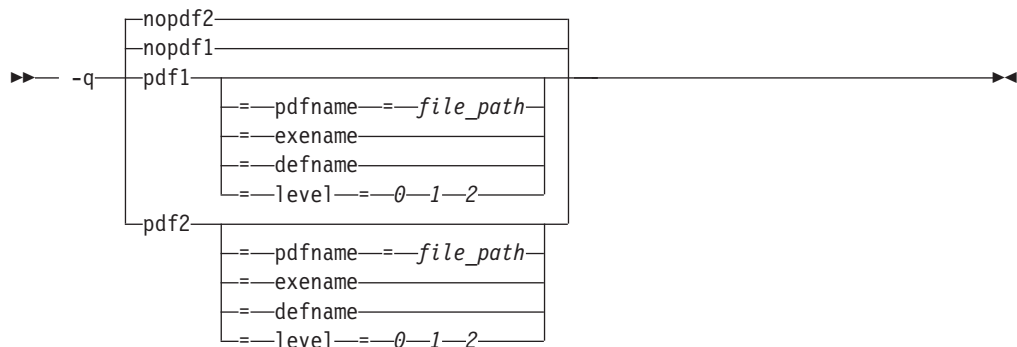 nopdf2
nopdf1
-q pdf1
= pdfname = file_path
= exename
= defname
= level = 0 1 2
pdf2
= pdfname = file_path
= exename
= defname
= level = 0 1 2